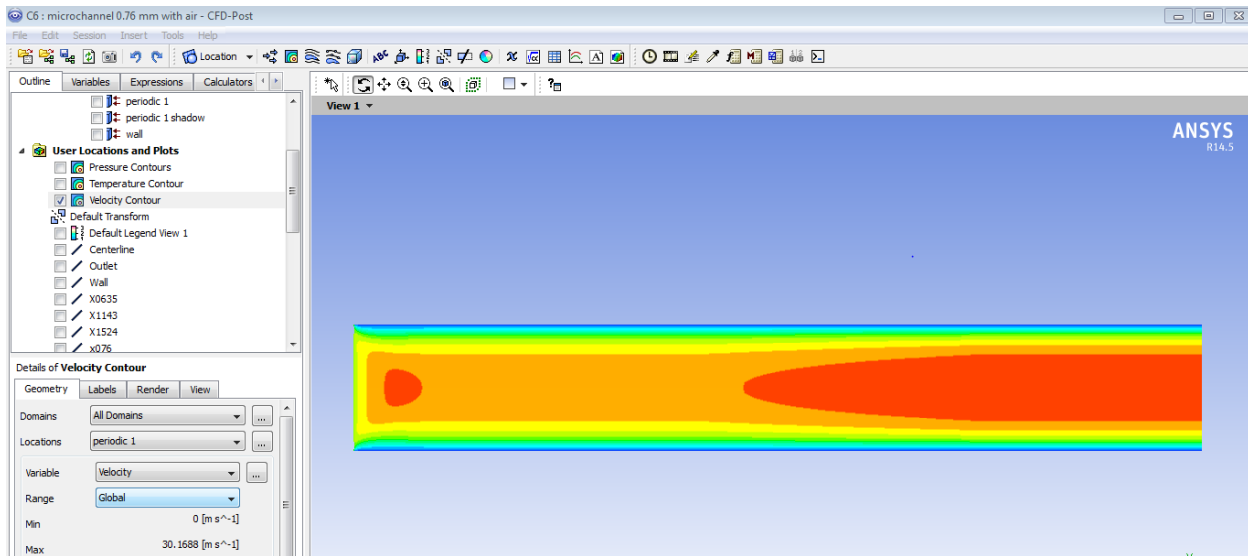 C6 : microchannel 0.76 mm with air - CFD-Post
File Edit Session Insert Tools Help
Location
Outline Variables Expressions Calculators
View 1
periodic 1
periodic 1 shadow
wall
User Locations and Plots
Pressure Contours
Temperature Contour
Velocity Contour
Default Transform
Default Legend View 1
Centerline
Outlet
Wall
X0635
X1143
X1524
x076
ANSYS
R14.5
Details of Velocity Contour
Geometry Labels Render View
Domains All Domains ...
Locations periodic 1 ...
Variable Velocity ...
Range Global
Min 0 [m s^-1]
Max 30.1688 [m s^-1]